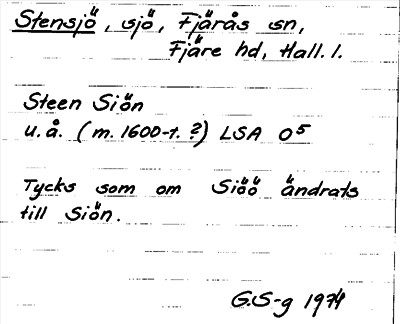 Stensjö, sjö, Fjärås sn,
Fjäre hd, Hall. l.
Steen Siön
u.å. (m. 1600-t.?) LSA O5
Tycks som om Siöö ändrats
till Siön.
G.S-g 1974